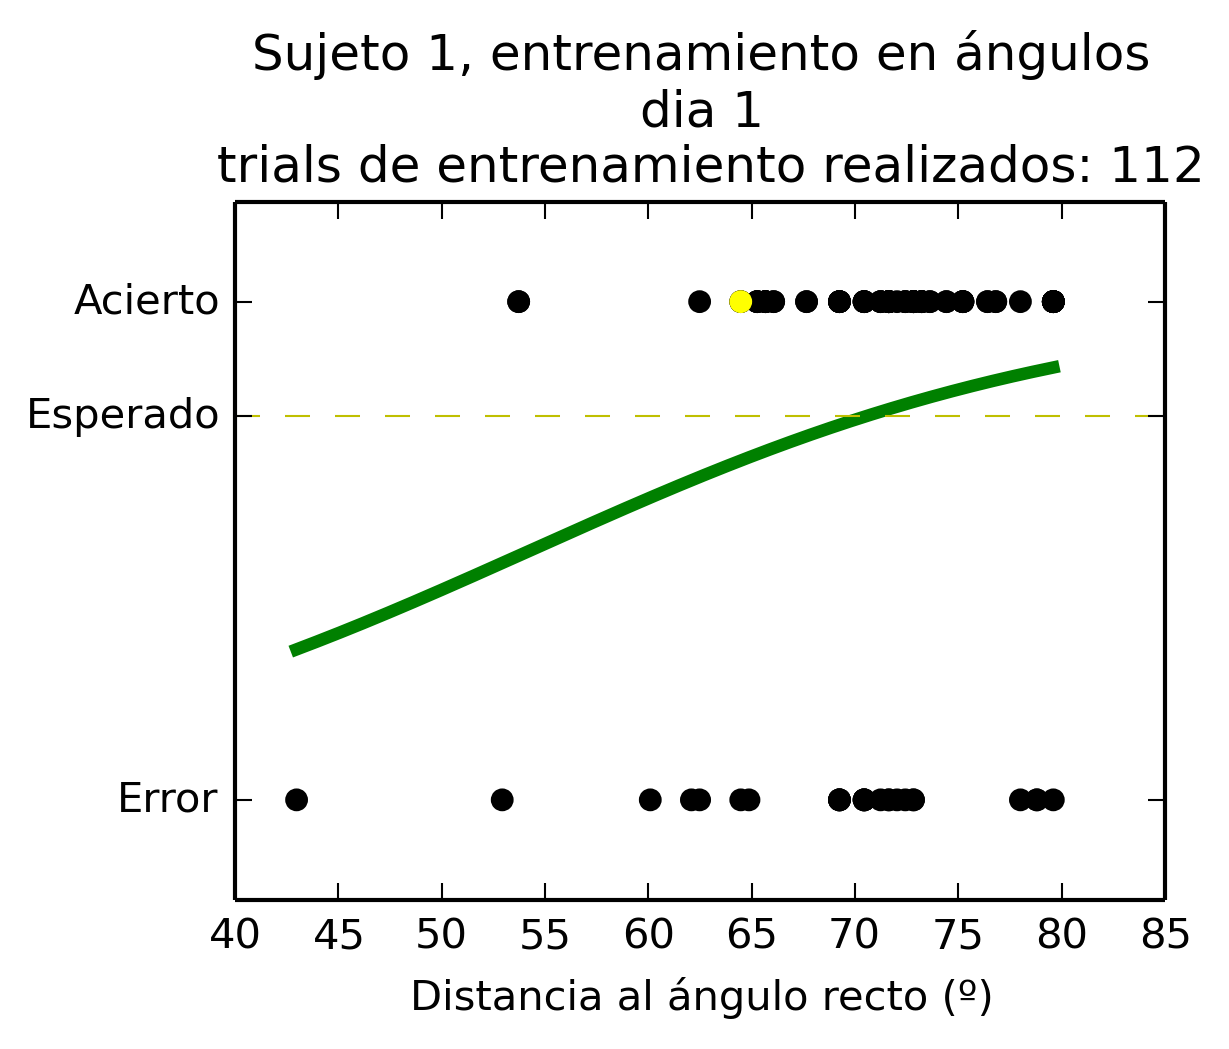 Sujeto 1, entrenamiento en ángulos
dia 1
trials de entrenamiento realizados: 112
Acierto
Esperado
Error
40 45 50 55 60 65 70 75 80 85
Distancia al ángulo recto (º)